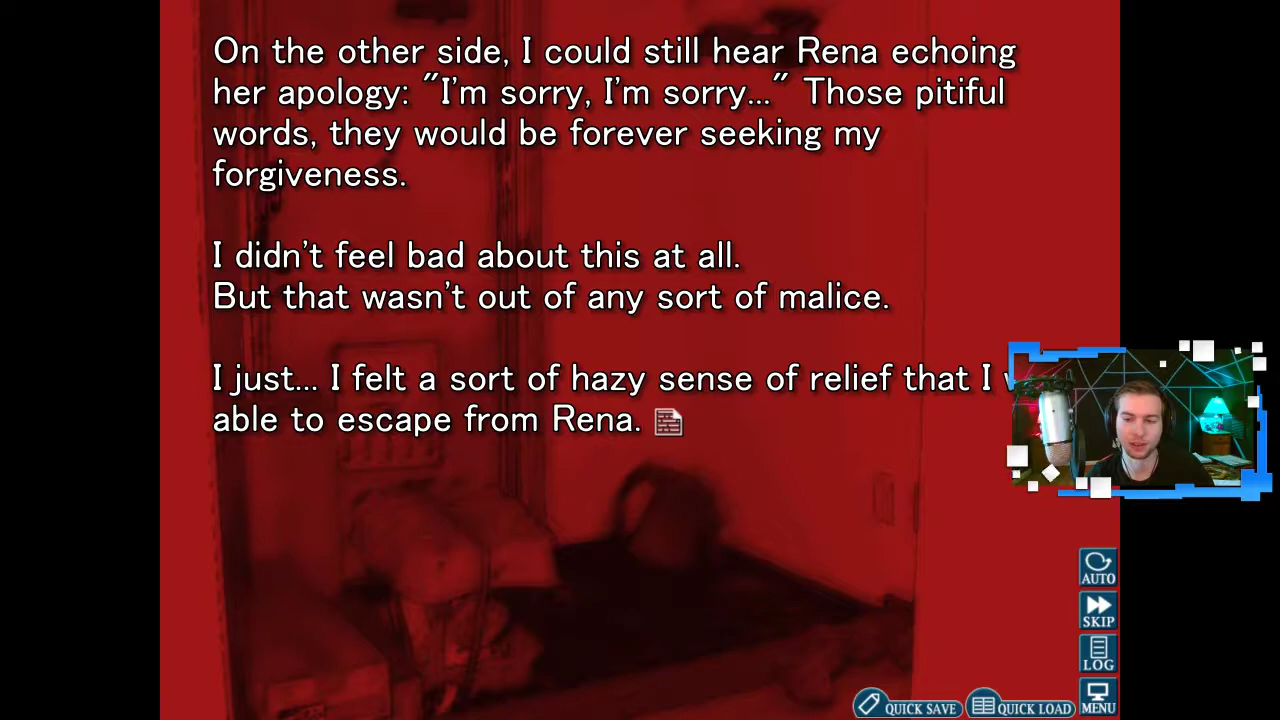 On the other side, I could still hear Rena echoing
her apology: "I'm sorry, I'm sorry..." Those pitiful
words, they would be forever seeking my
forgiveness.
I didn't feel bad about this at all.
But that wasn't out of any sort of malice.
I just... I felt a sort of hazy sense of relief that I
able to escape from Rena.
AUTO
SKIP
LOG
MENU
QUICK SAVE QUICK LOAD